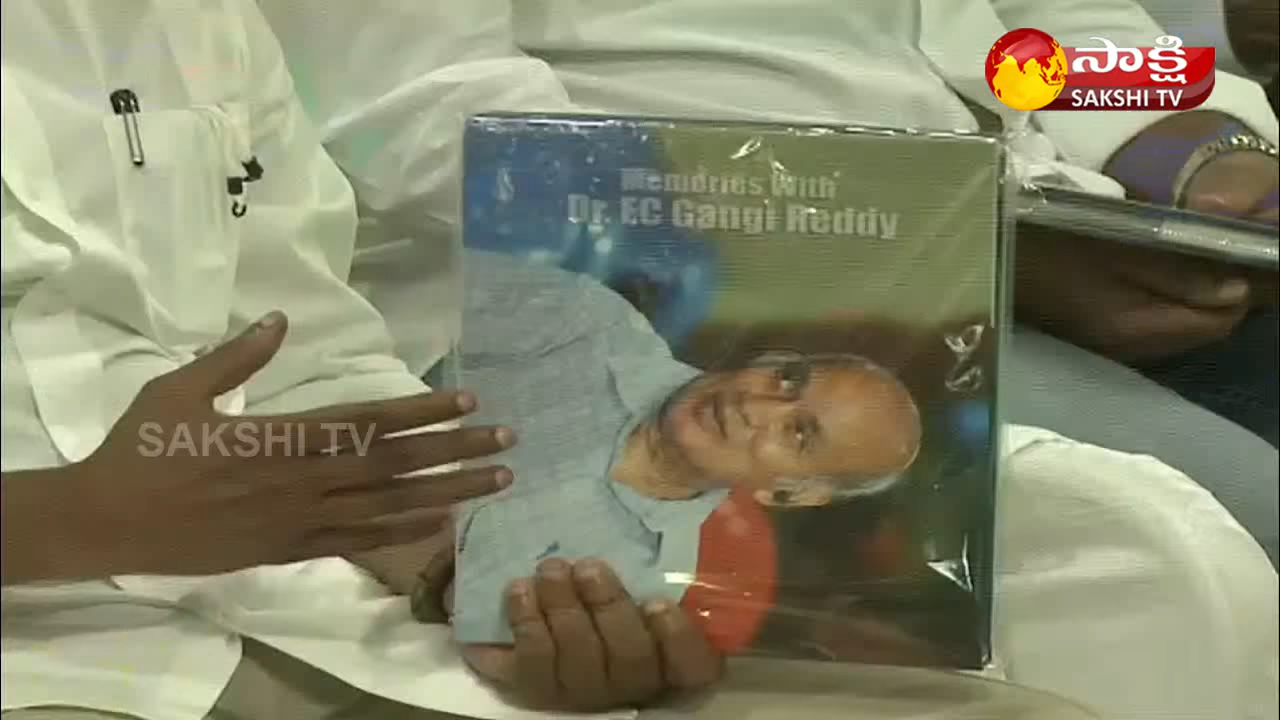 సాక్షి
SAKSHI TV
Memories With
Dr. EC Gangi Reddy
SAKSHI TV